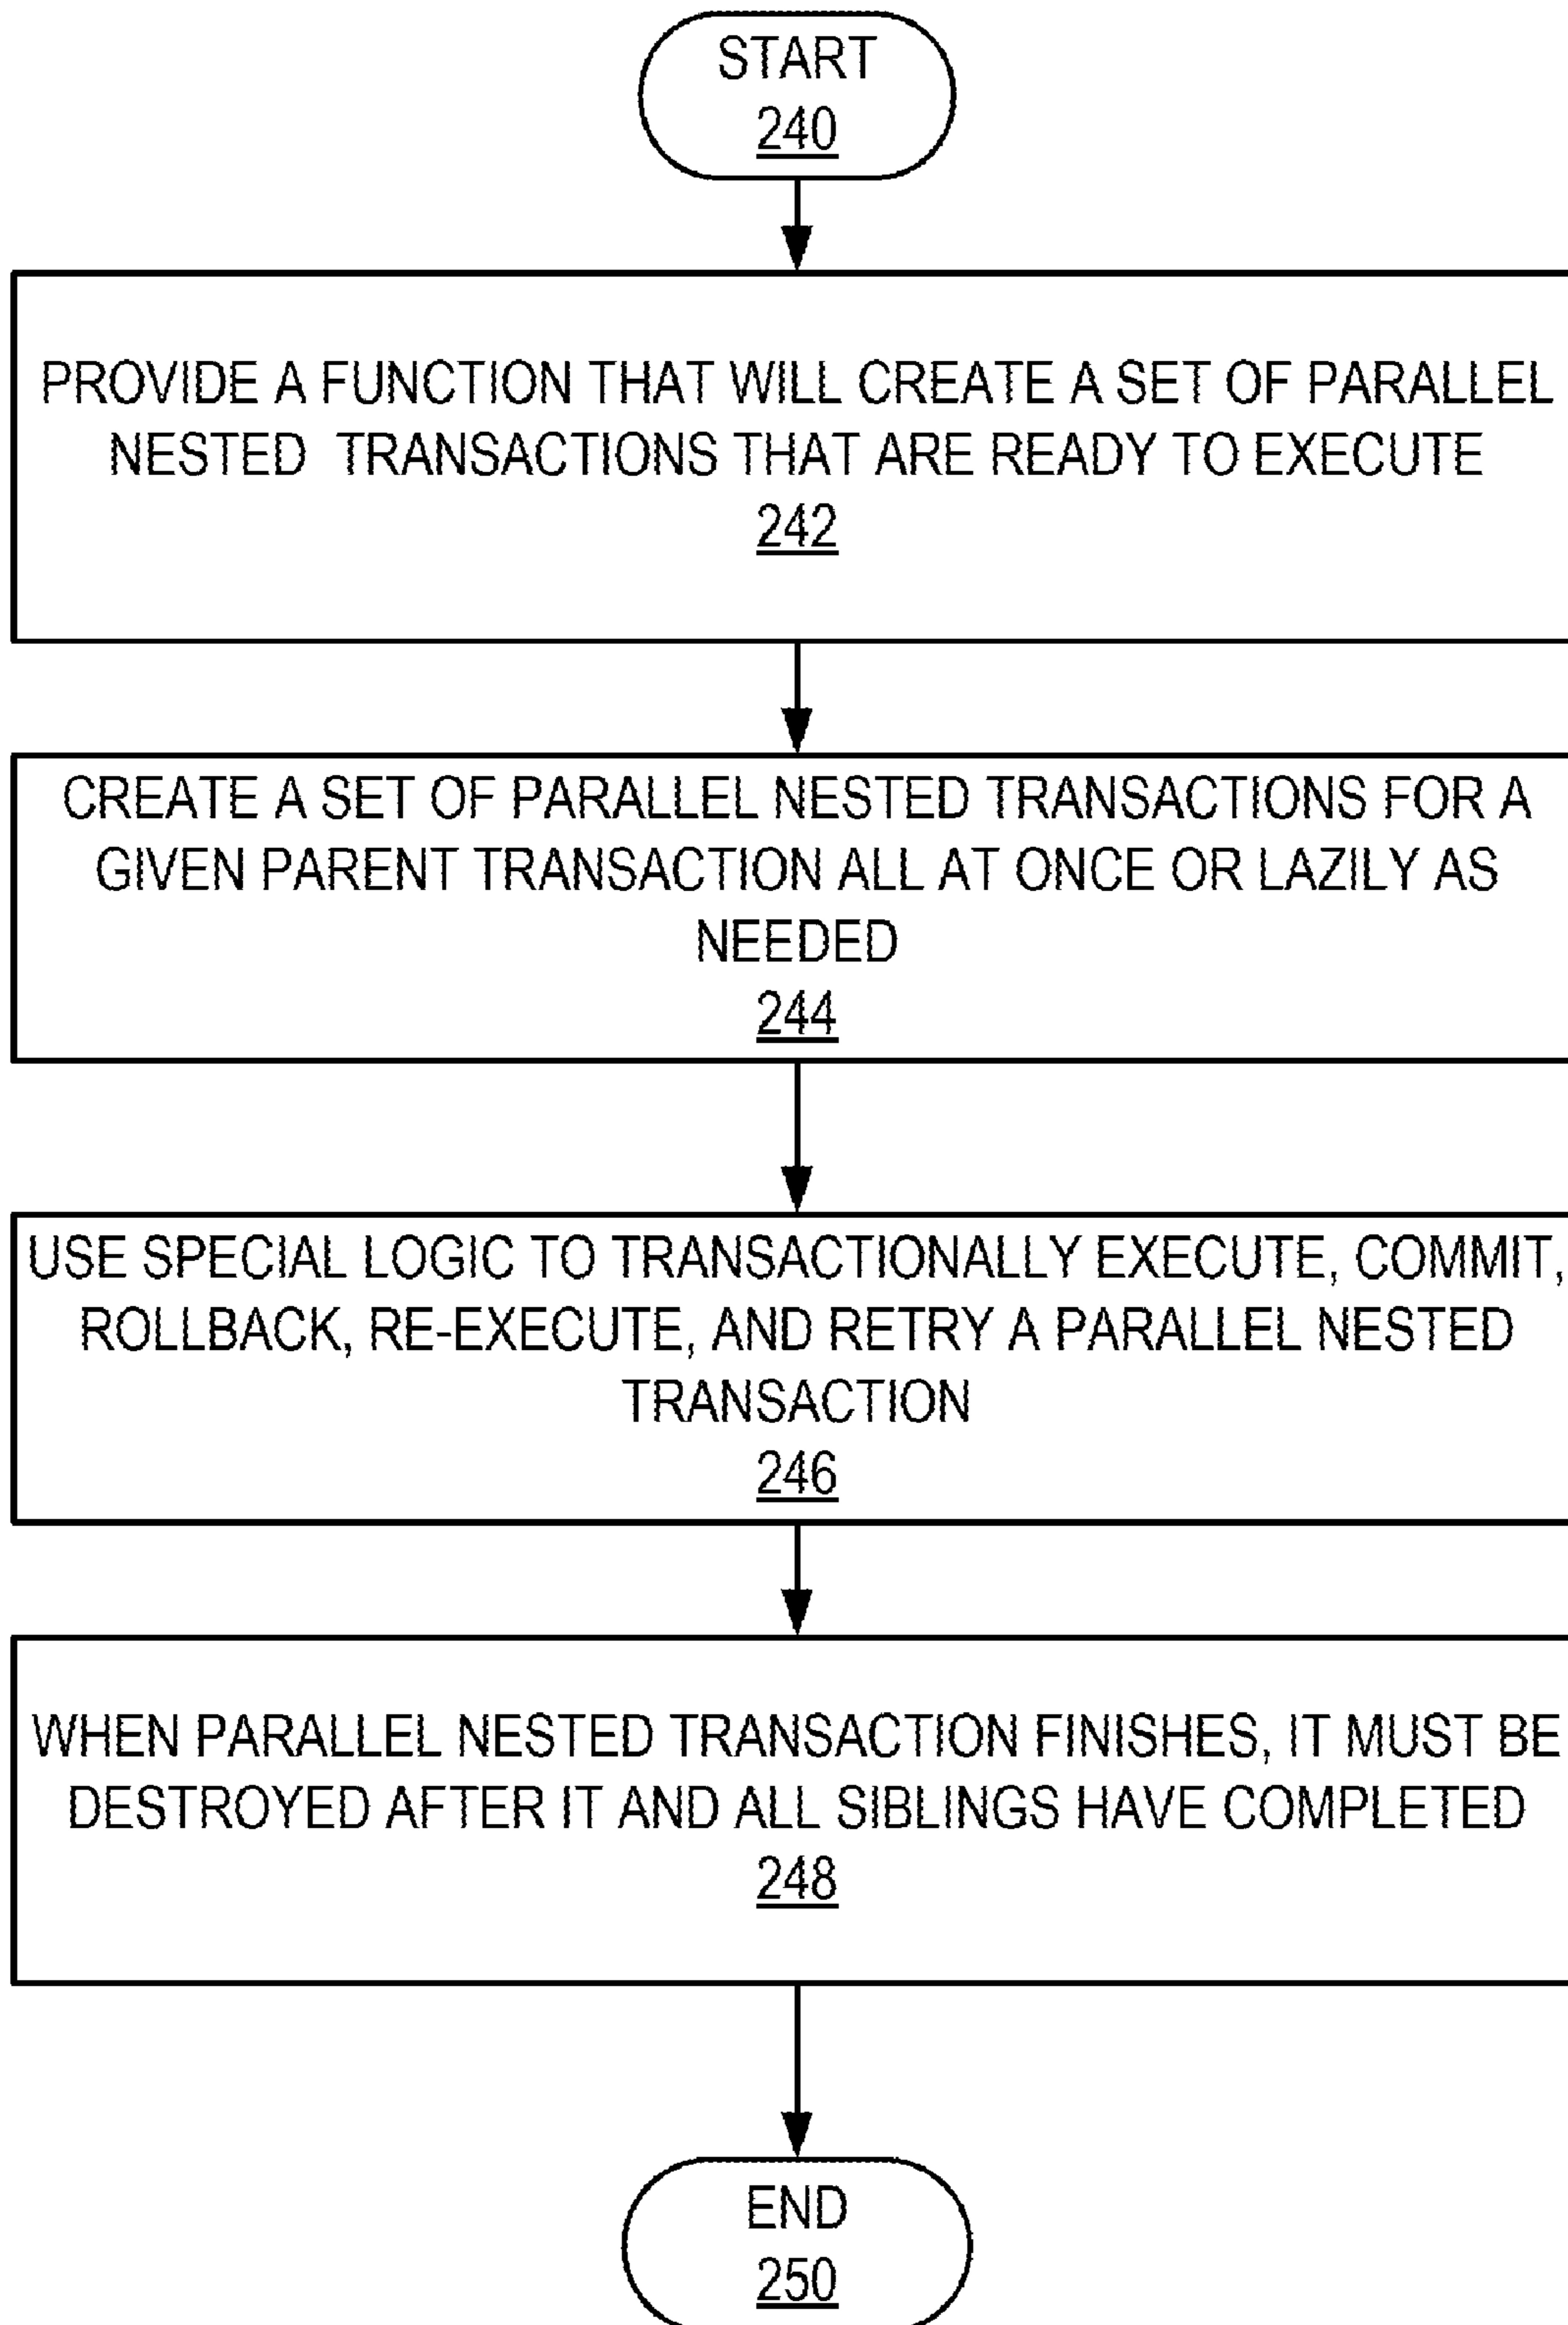 START
240
PROVIDE A FUNCTION THAT WILL CREATE A SET OF PARALLEL
NESTED TRANSACTIONS THAT ARE READY TO EXECUTE
242
CREATE A SET OF PARALLEL NESTED TRANSACTIONS FOR A
GIVEN PARENT TRANSACTION ALL AT ONCE OR LAZILY AS
NEEDED
244
USE SPECIAL LOGIC TO TRANSACTIONALLY EXECUTE, COMMIT,
ROLLBACK, RE-EXECUTE, AND RETRY A PARALLEL NESTED
TRANSACTION
246
WHEN PARALLEL NESTED TRANSACTION FINISHES, IT MUST BE
DESTROYED AFTER IT AND ALL SIBLINGS HAVE COMPLETED
248
END
250